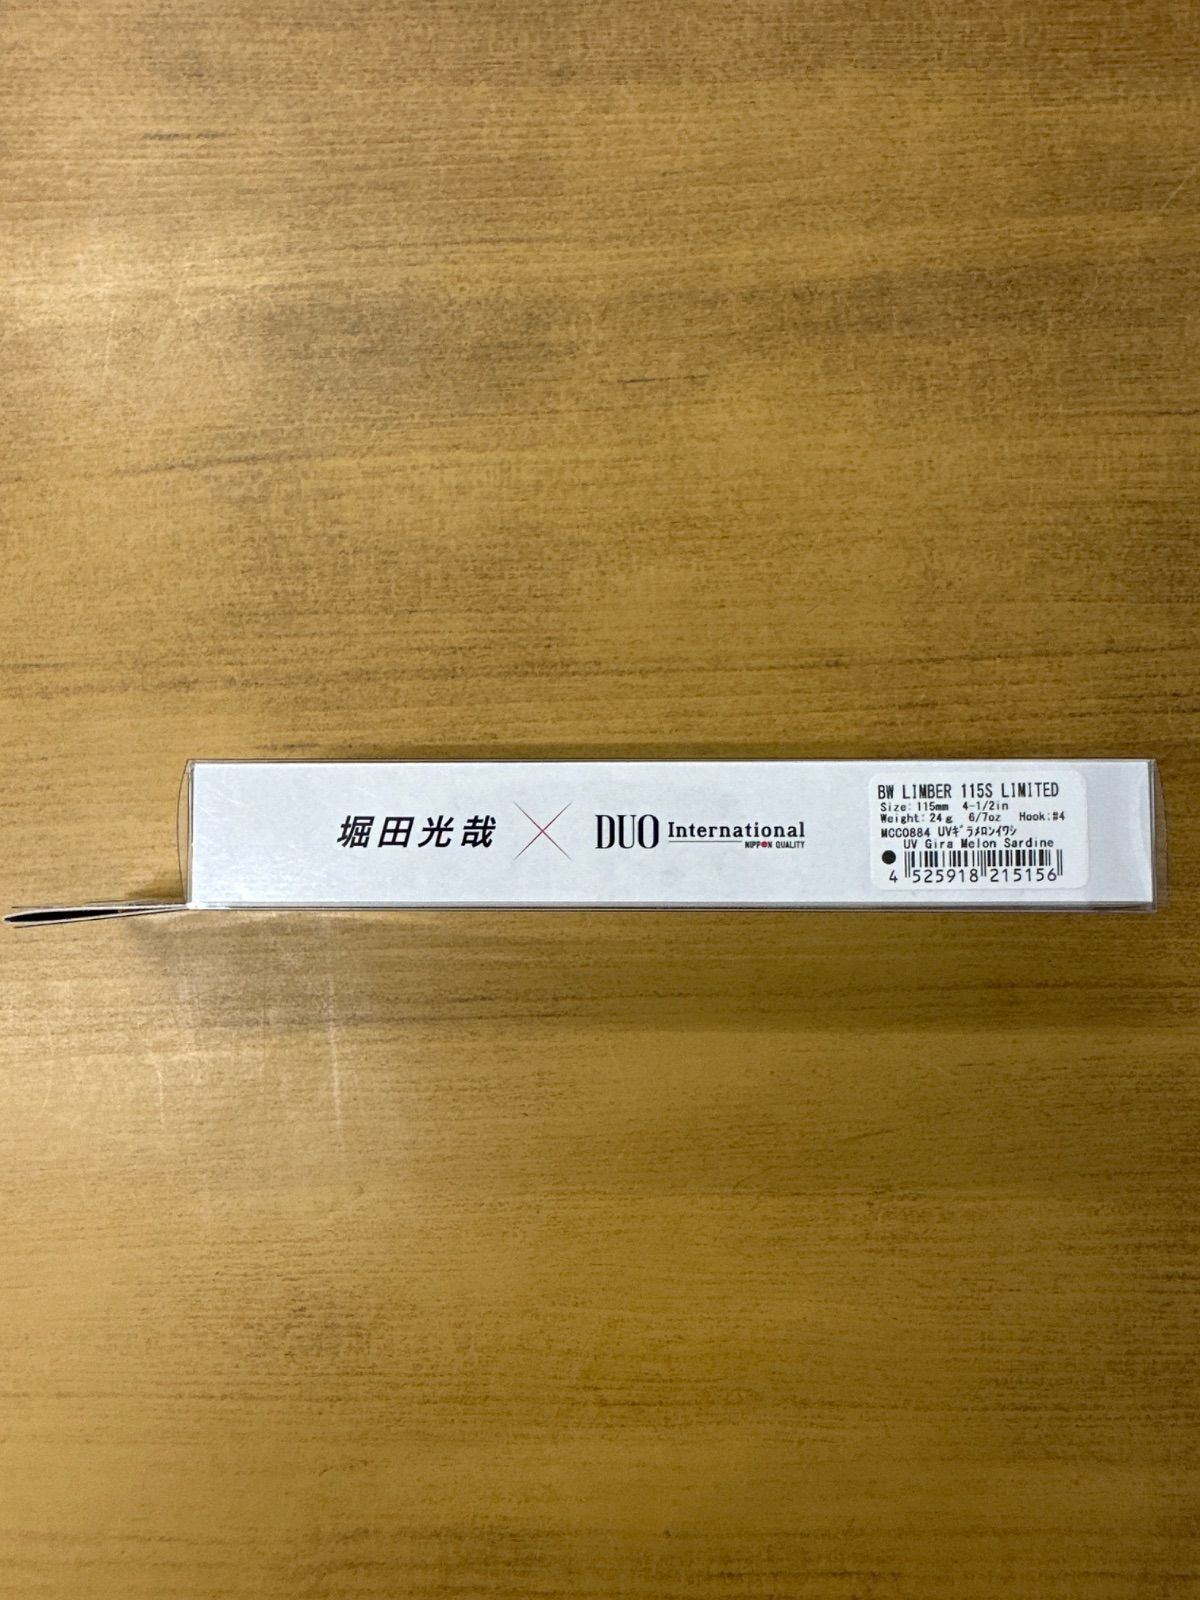 堀田光哉
DUO International
NIPPON QUALITY
BW LIMBER 115S LIMITED
Size: 115mm 4-1/2in
Weight: 24g 6/7oz Hook:#4
MCC0884 UVｷﾞﾗﾒﾛﾝｲﾜｼ
UV Gira Melon Sardine
4 525918 215156